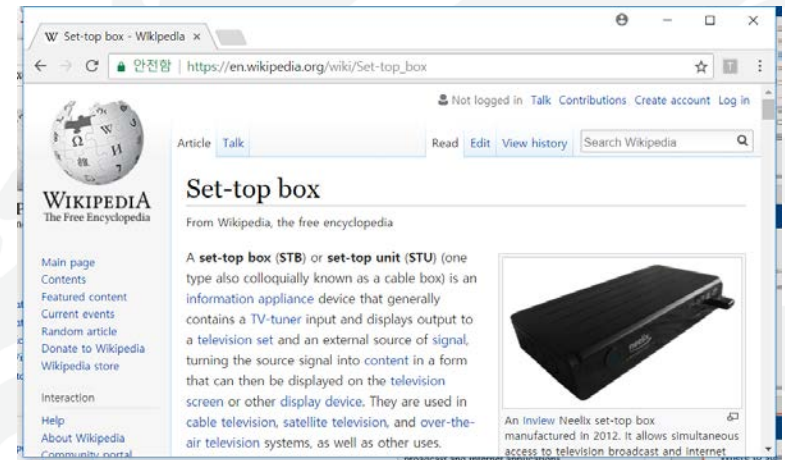 W Set-top box - Wikipedia ×
안전함 | https://en.wikipedia.org/wiki/Set-top_box
Not logged in Talk Contributions Create account Log in
Article Talk Read Edit View history Search Wikipedia
WIKIPEDIA
The Free Encyclopedia
Set-top box
From Wikipedia, the free encyclopedia
Main page
Contents
Featured content
Current events
Random article
Donate to Wikipedia
Wikipedia store
Interaction
Help
About Wikipedia
Community portal
A set-top box (STB) or set-top unit (STU) (one
type also colloquially known as a cable box) is an
information appliance device that generally
contains a TV-tuner input and displays output to
a television set and an external source of signal,
turning the source signal into content in a form
that can then be displayed on the television
screen or other display device. They are used in
cable television, satellite television, and over-the-
air television systems, as well as other uses.
neelix
An Inview Neelix set-top box
manufactured in 2012. It allows simultaneous
access to television broadcast and internet